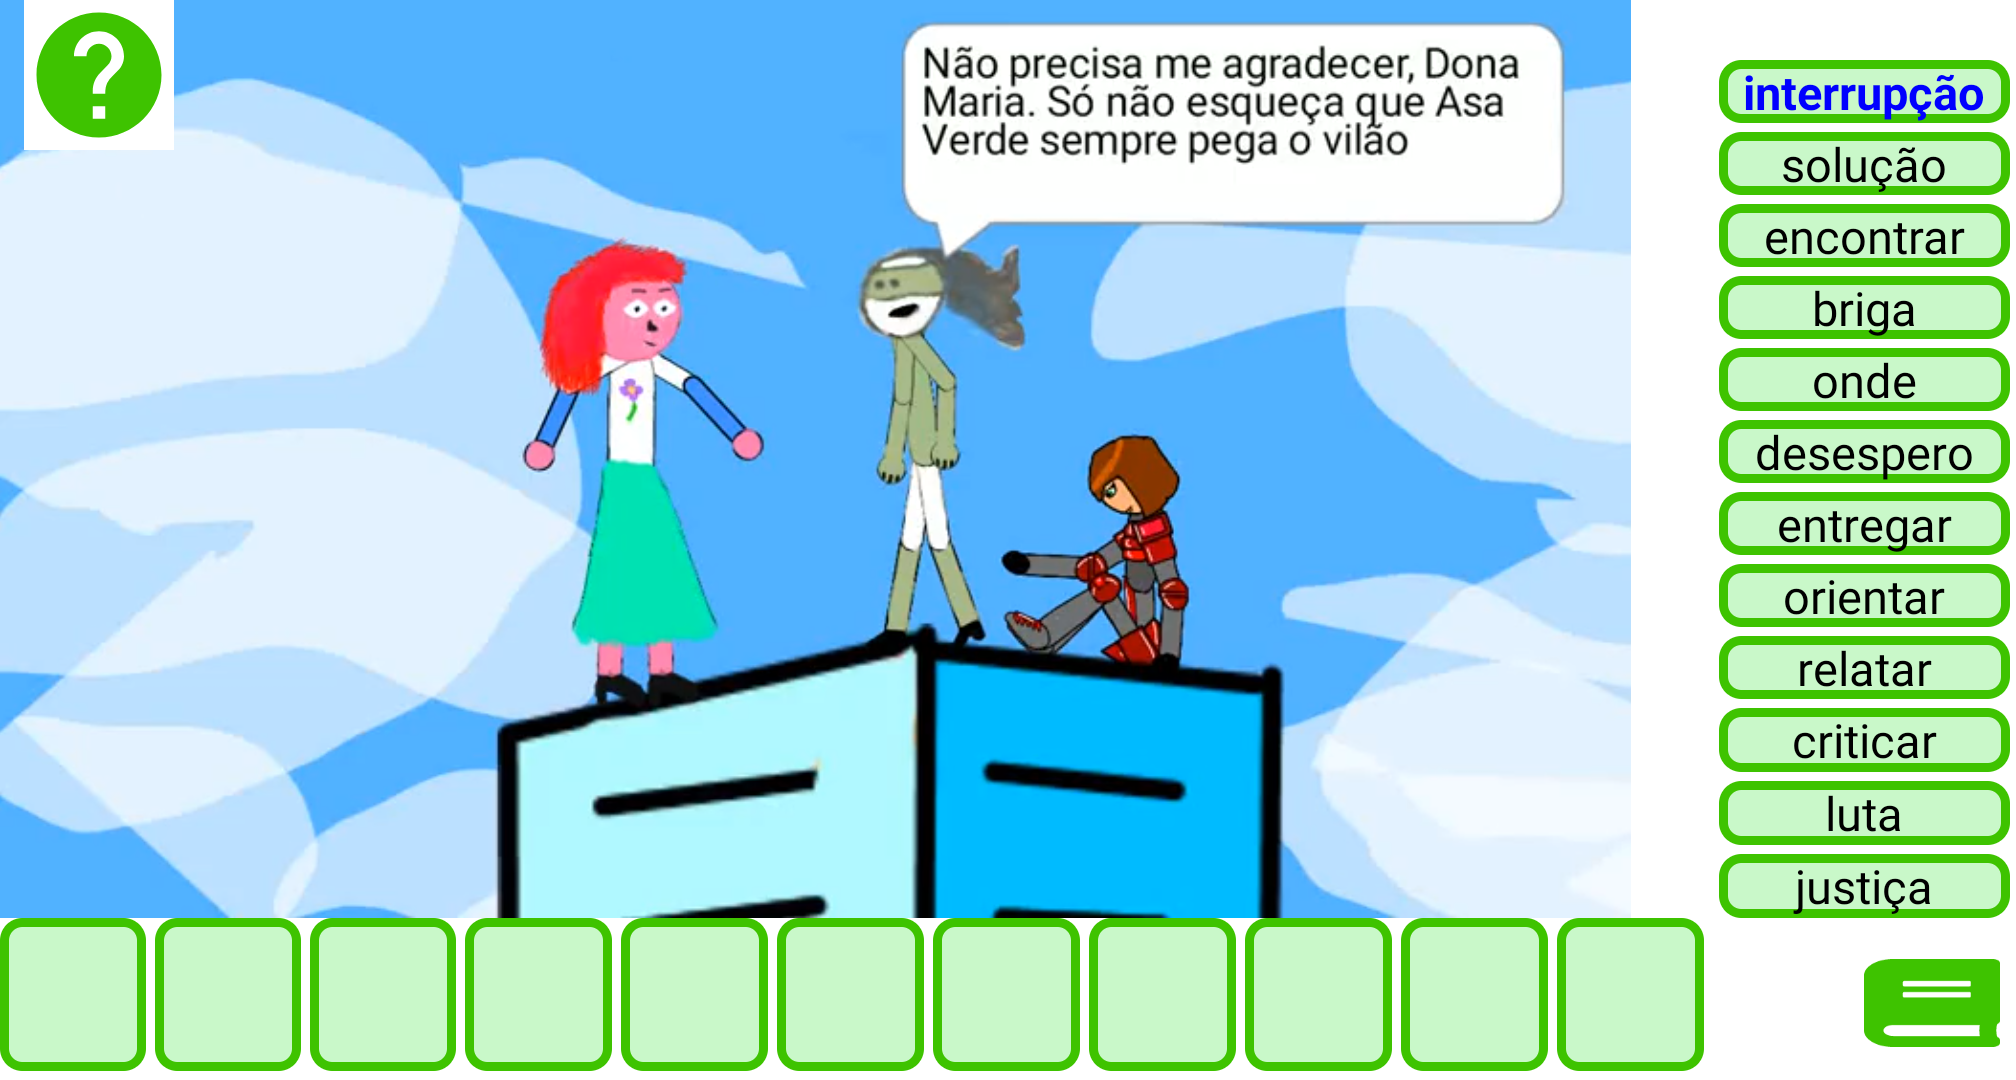 ?
Não precisa me agradecer, Dona
Maria. Só não esqueça que Asa
Verde sempre pega o vilão
interrupção
solução
encontrar
briga
onde
desespero
entregar
orientar
relatar
criticar
luta
justiça